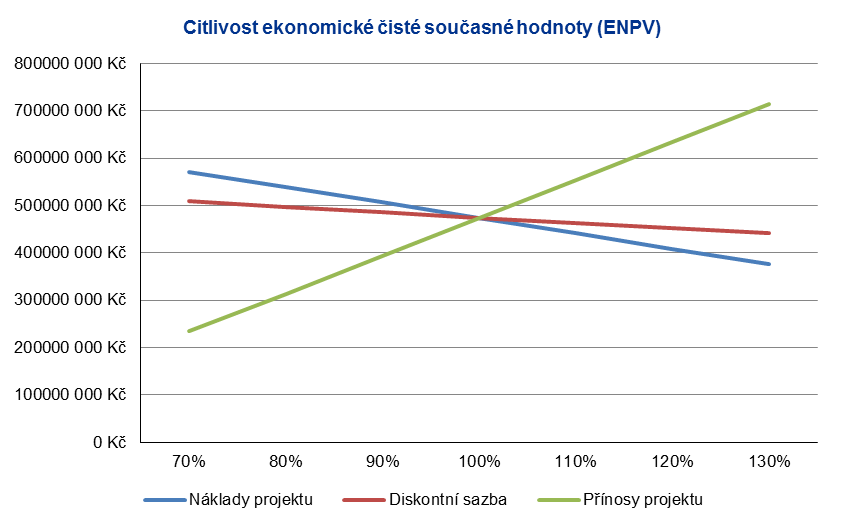 Citlivost ekonomické čisté současné hodnoty (ENPV)
800000 000 Kč
700000 000 Kč
600000 000 Kč
500000 000 Kč
400000 000 Kč
300000 000 Kč
200000 000 Kč
100000 000 Kč
0 Kč
70% 80% 90% 100% 110% 120% 130%
Náklady projektu Diskontní sazba Přínosy projektu